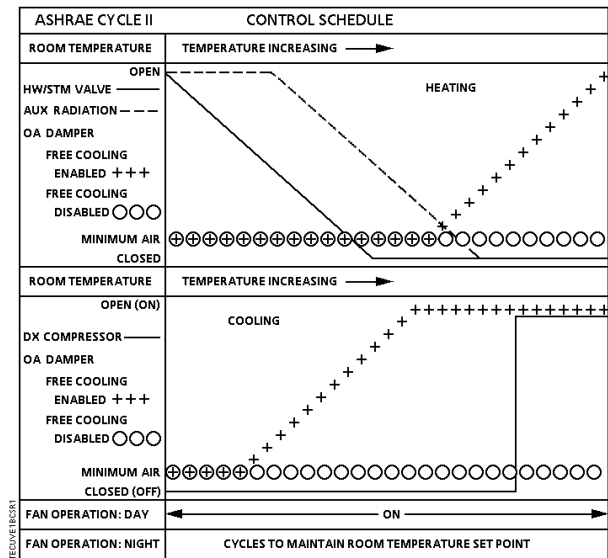 ASHRAE CYCLE II CONTROL SCHEDULE
ROOM TEMPERATURE TEMPERATURE INCREASING
OPEN
HW/STM VALVE
AUX RADIATION
OA DAMPER
FREE COOLING
ENABLED +++
FREE COOLING
DISABLED OOO
MINIMUM AIR
CLOSED
HEATING
ROOM TEMPERATURE TEMPERATURE INCREASING
OPEN (ON)
DX COMPRESSOR
OA DAMPER
FREE COOLING
ENABLED +++
FREE COOLING
DISABLED OOO
MINIMUM AIR
CLOSED (OFF)
COOLING
FAN OPERATION: DAY ON
FAN OPERATION: NIGHT CYCLES TO MAINTAIN ROOM TEMPERATURE SET POINT